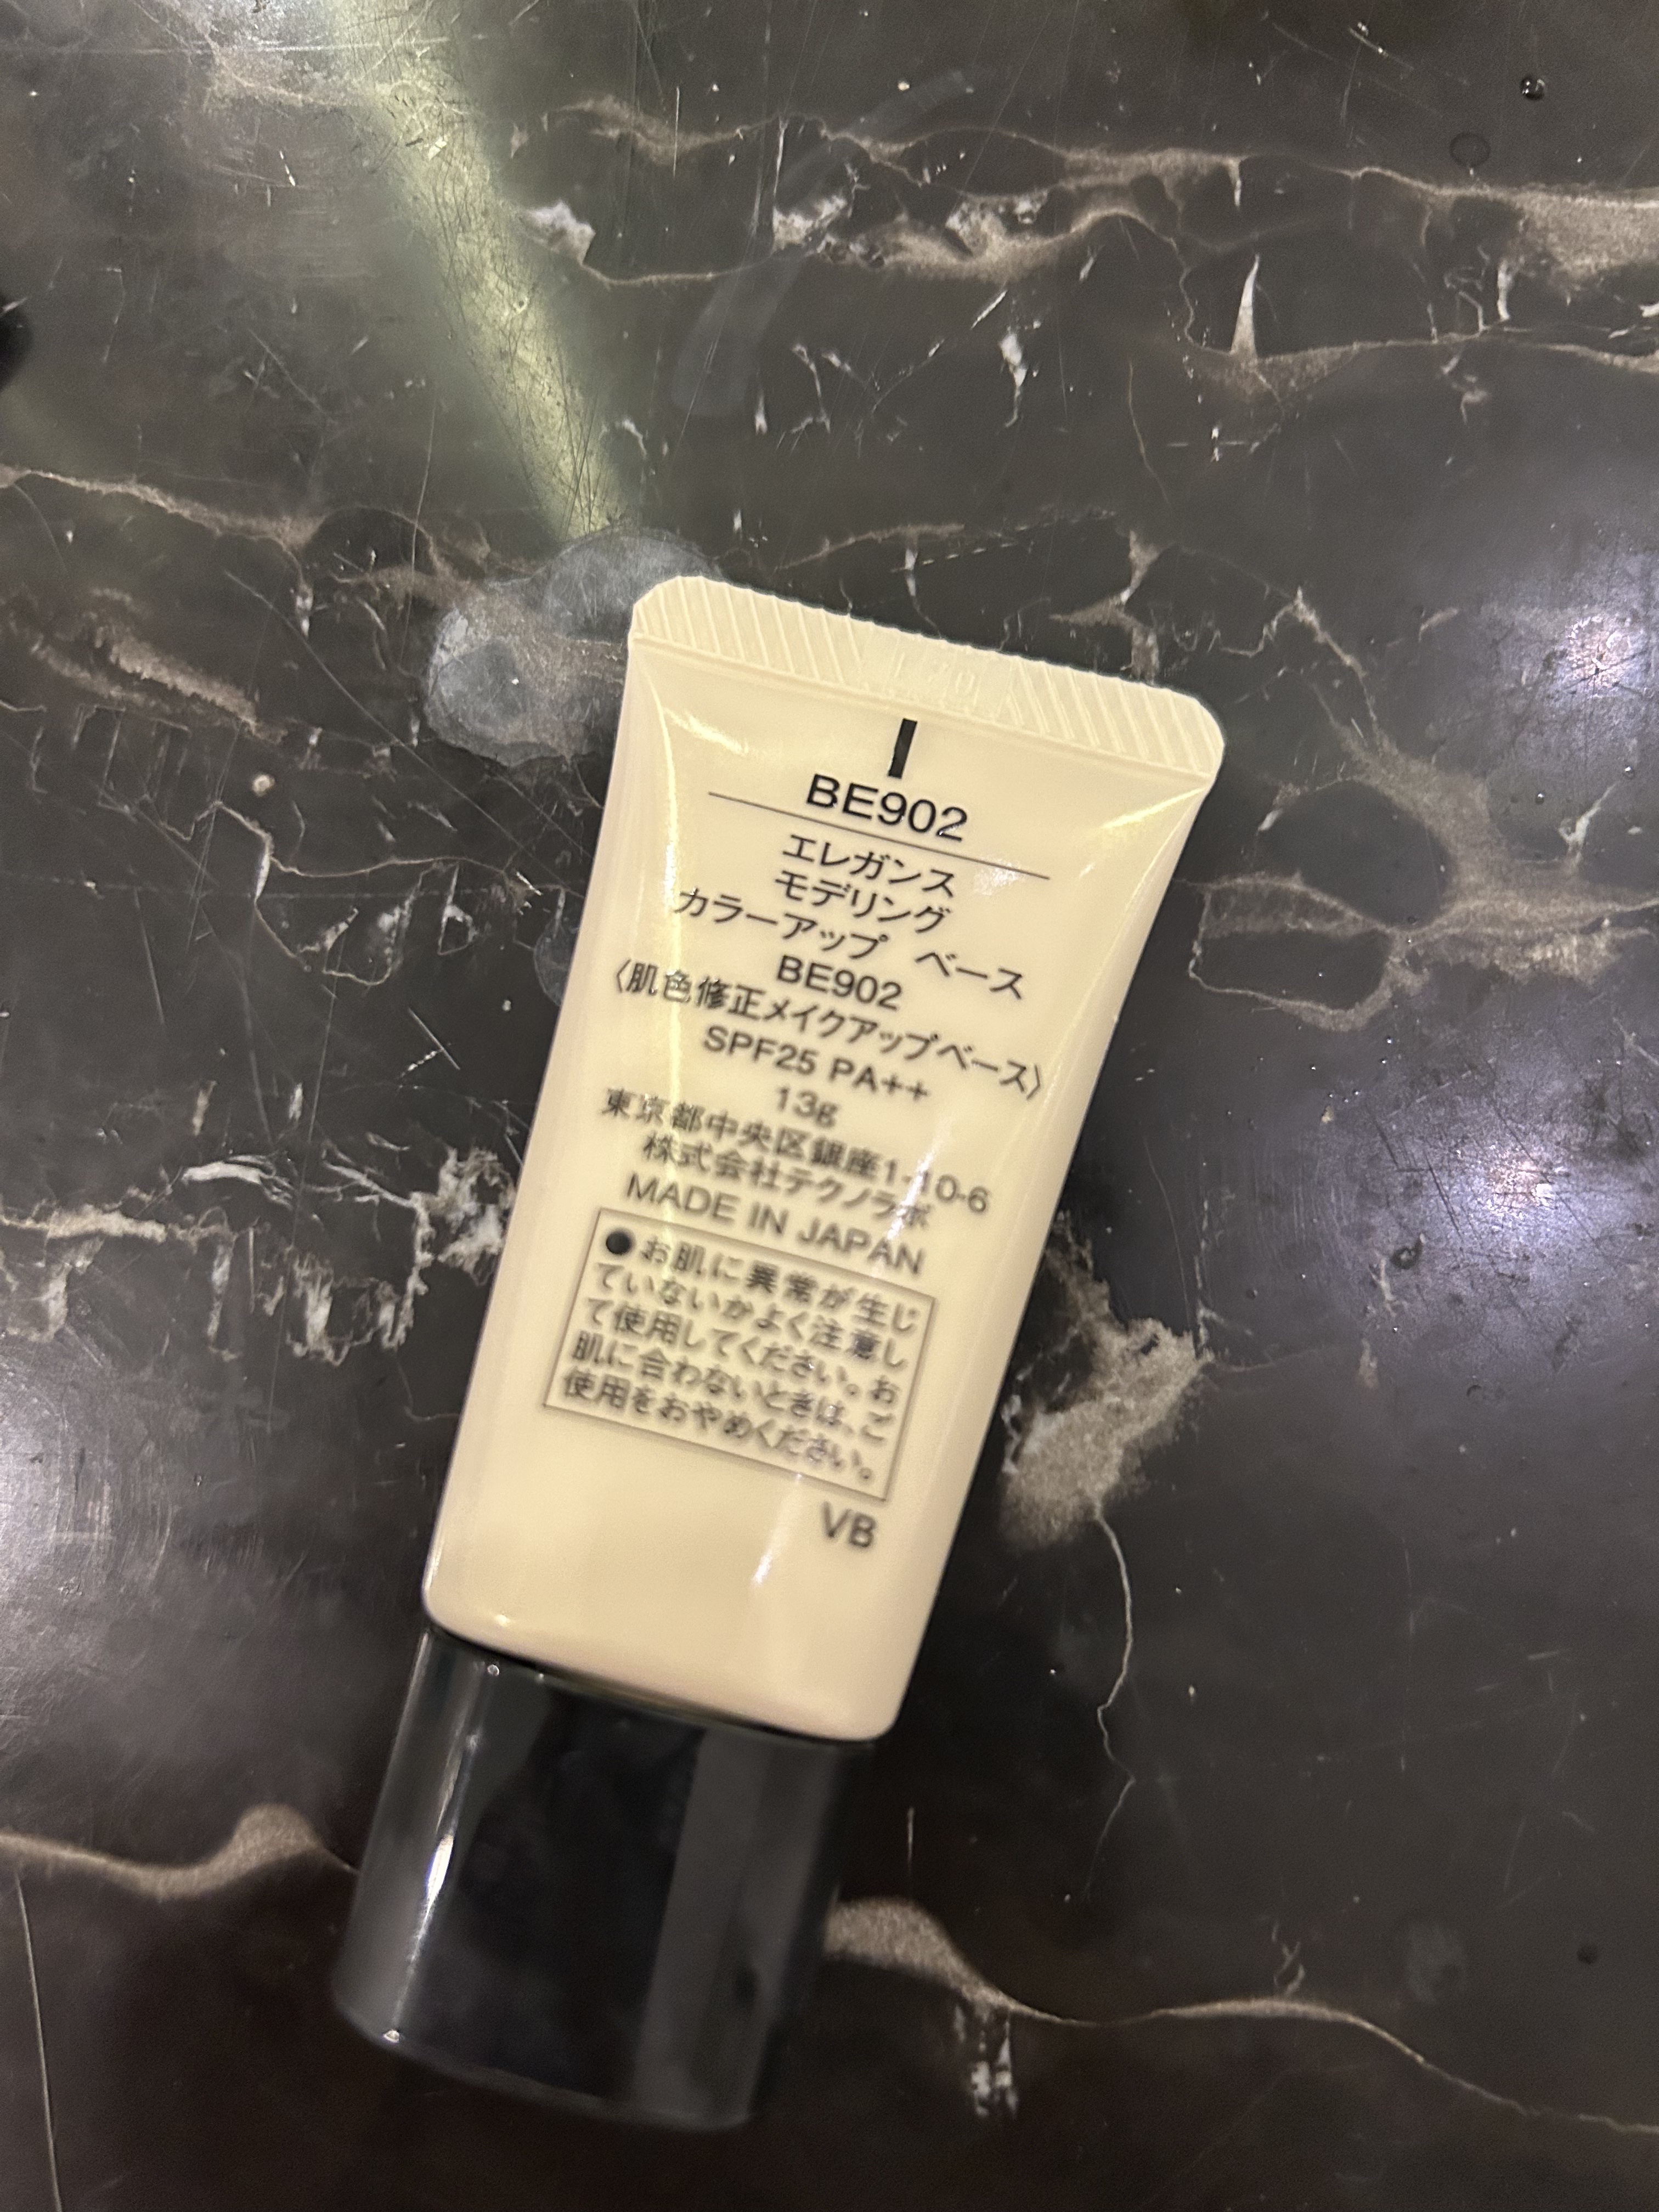 BE902
エレガンス
モデリング
カラーアップ ベース
BE902
〈肌色修正メイクアップベース〉
SPF25 PA++
13g
東京都中央区銀座1-10-6
株式会社テクノラボ
MADE IN JAPAN
●お肌に異常が生じ
ていないかよく注意し
て使用してください。お
肌に合わないときは、ご
使用をおやめください。
VB